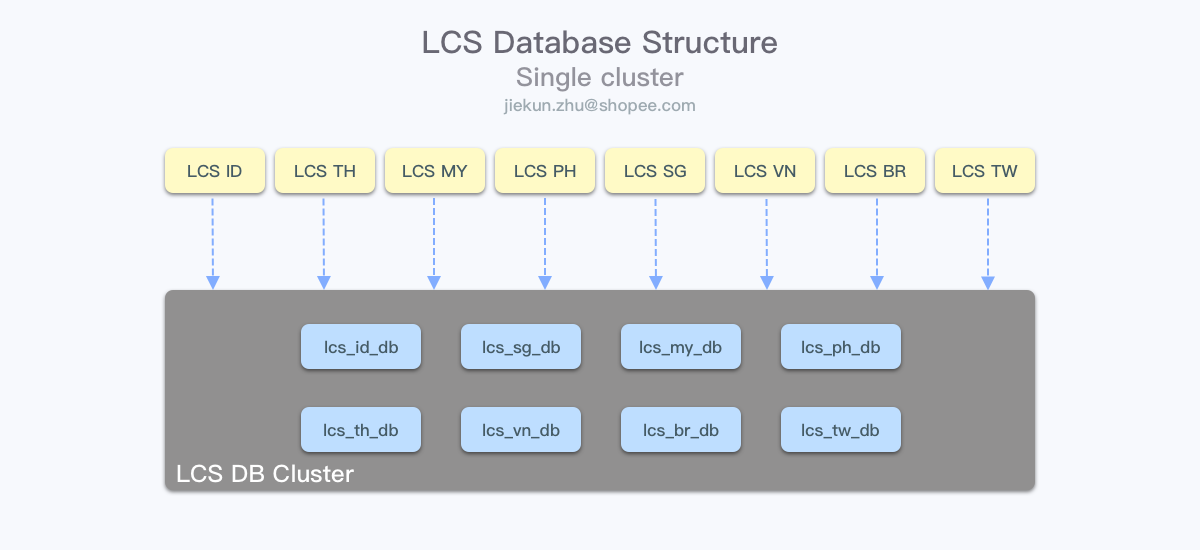 LCS Database Structure
Single cluster
jiekun.zhu@shopee.com
LCS ID LCS TH LCS MY LCS PH LCS SG LCS VN LCS BR LCS TW
lcs_id_db lcs_sg_db lcs_my_db lcs_ph_db
lcs_th_db lcs_vn_db lcs_br_db lcs_tw_db
LCS DB Cluster